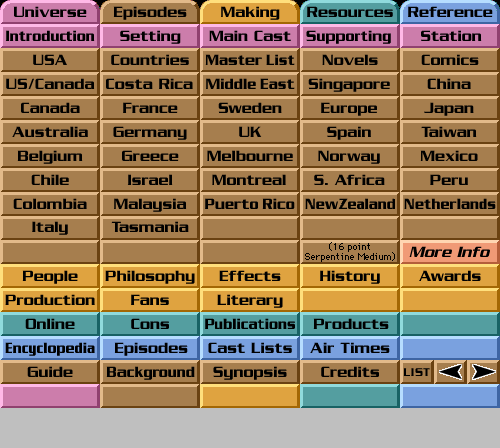 Universe Episodes Making Resources Reference
Introduction Setting Main Cast Supporting Station
USA Countries Master List Novels Comics
US/Canada Costa Rica Middle East Singapore China
Canada France Sweden Europe Japan
Australia Germany UK Spain Taiwan
Belgium Greece Melbourne Norway Mexico
Chile Israel Montreal S. Africa Peru
Colombia Malaysia Puerto Rico NewZealand Netherlands
Italy Tasmania
(16 point
Serpentine Medium) More Info
People Philosophy Effects History Awards
Production Fans Literary
Online Cons Publications Products
Encyclopedia Episodes Cast Lists Air Times
Guide Background Synopsis Credits LIST